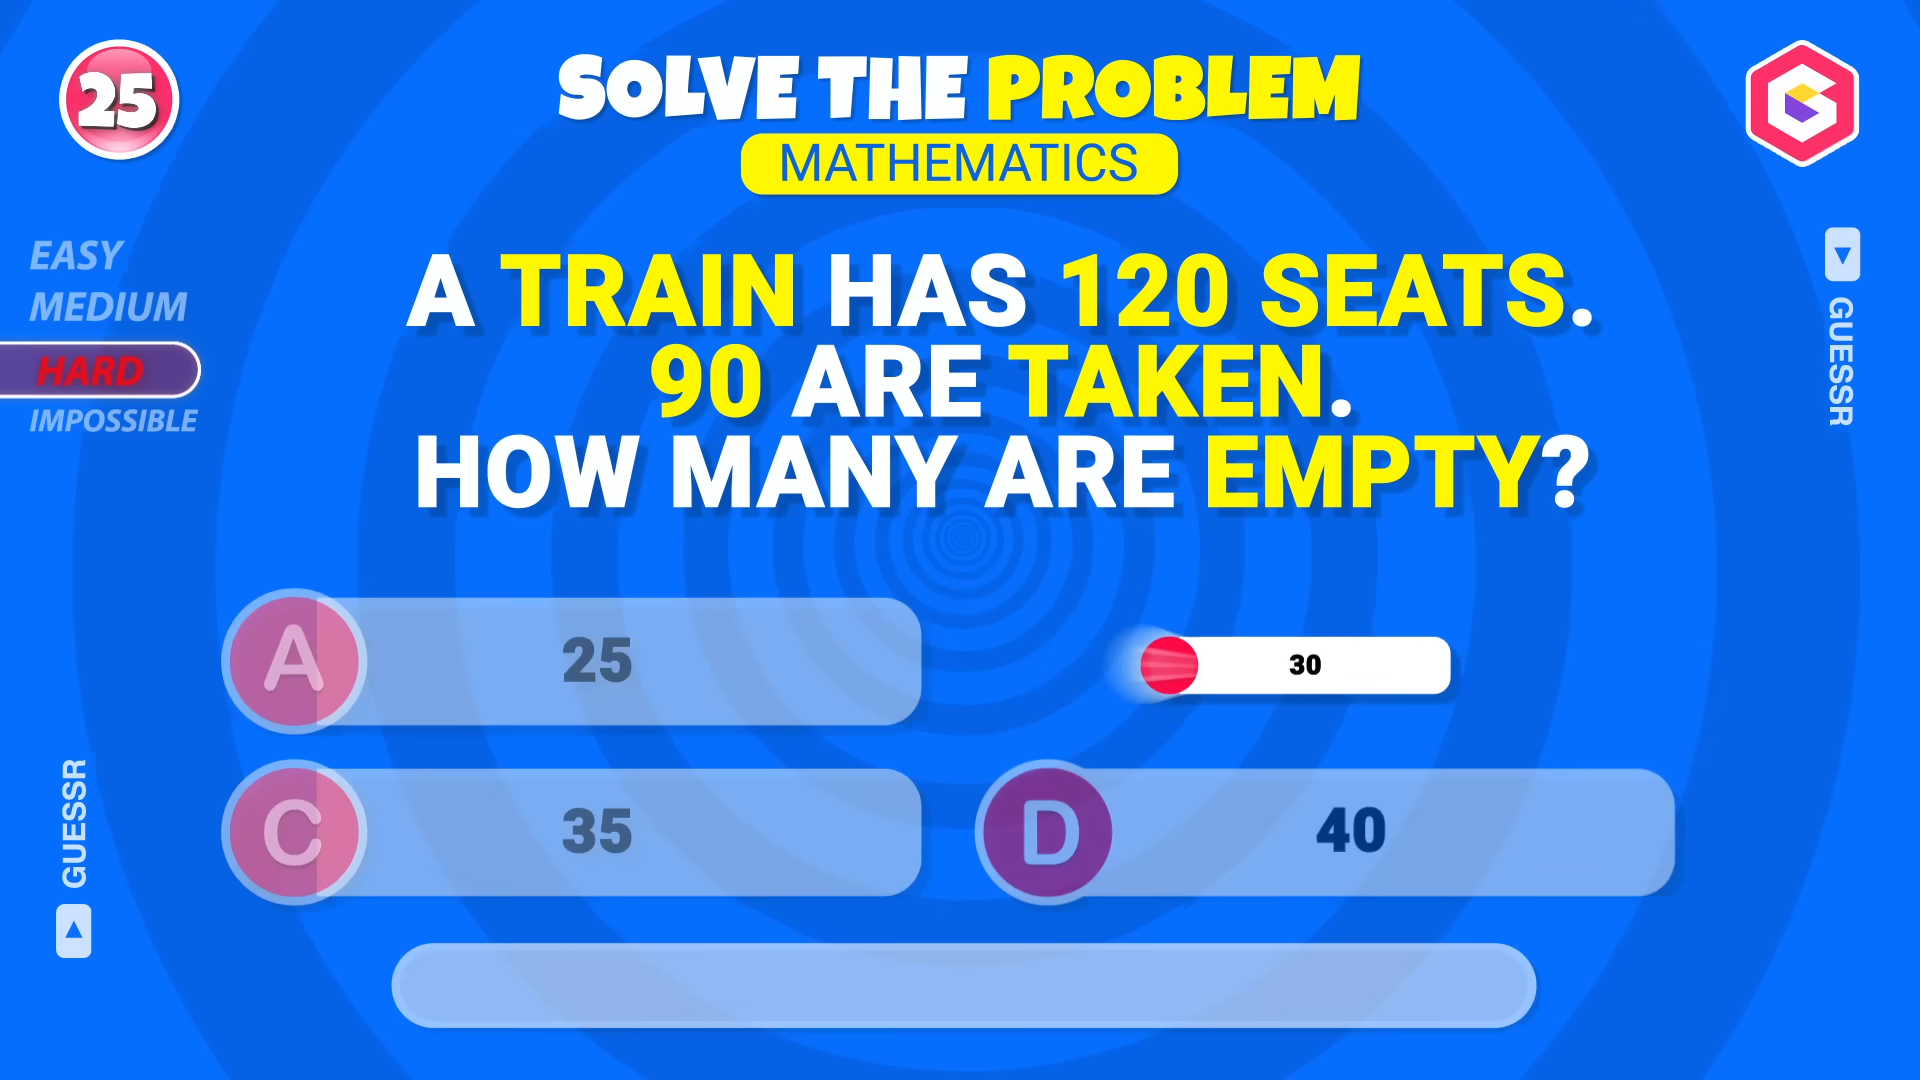 25
SOLVE THE PROBLEM
MATHEMATICS
EASY
MEDIUM
HARD
IMPOSSIBLE
A TRAIN HAS 120 SEATS.
90 ARE TAKEN.
HOW MANY ARE EMPTY?
GUESSR
A 25
30
C 35
D 40
GUESSR